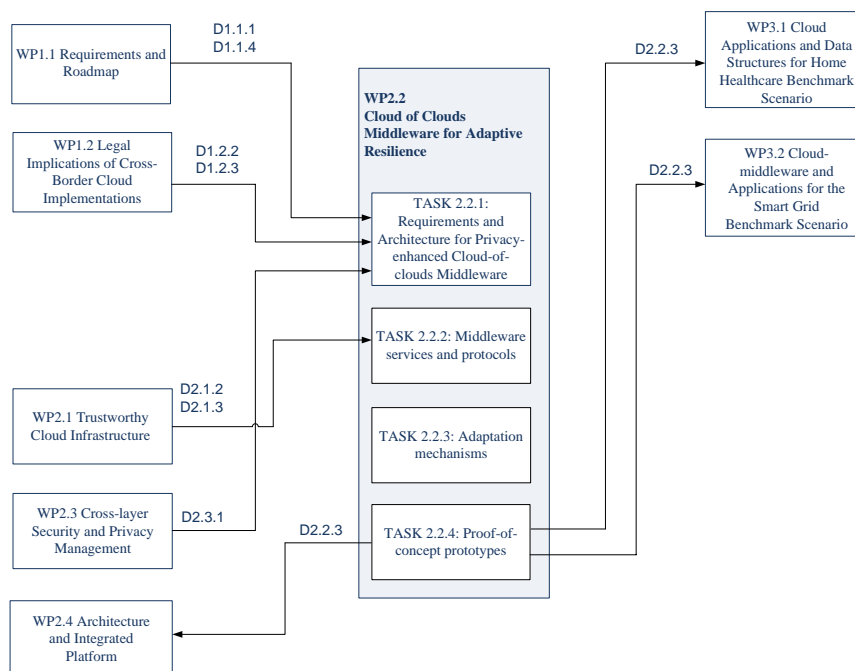 WP1.1 Requirements and
Roadmap
D1.1.1
D1.1.4
WP1.2 Legal
Implications of Cross-
Border Cloud
Implementations
D1.2.2
D1.2.3
WP2.1 Trustworthy
Cloud Infrastructure
D2.1.2
D2.1.3
WP2.3 Cross-layer
Security and Privacy
Management
D2.3.1
WP2.4 Architecture
and Integrated
Platform
D2.2.3
WP2.2
Cloud of Clouds
Middleware for Adaptive
Resilience
TASK 2.2.1:
Requirements and
Architecture for Privacy-
enhanced Cloud-of-
clouds Middleware
TASK 2.2.2: Middleware
services and protocols
TASK 2.2.3: Adaptation
mechanisms
TASK 2.2.4: Proof-of-
concept prototypes
D2.2.3
WP3.1 Cloud
Applications and Data
Structures for Home
Healthcare Benchmark
Scenario
D2.2.3
WP3.2 Cloud-
middleware and
Applications for the
Smart Grid
Benchmark Scenario